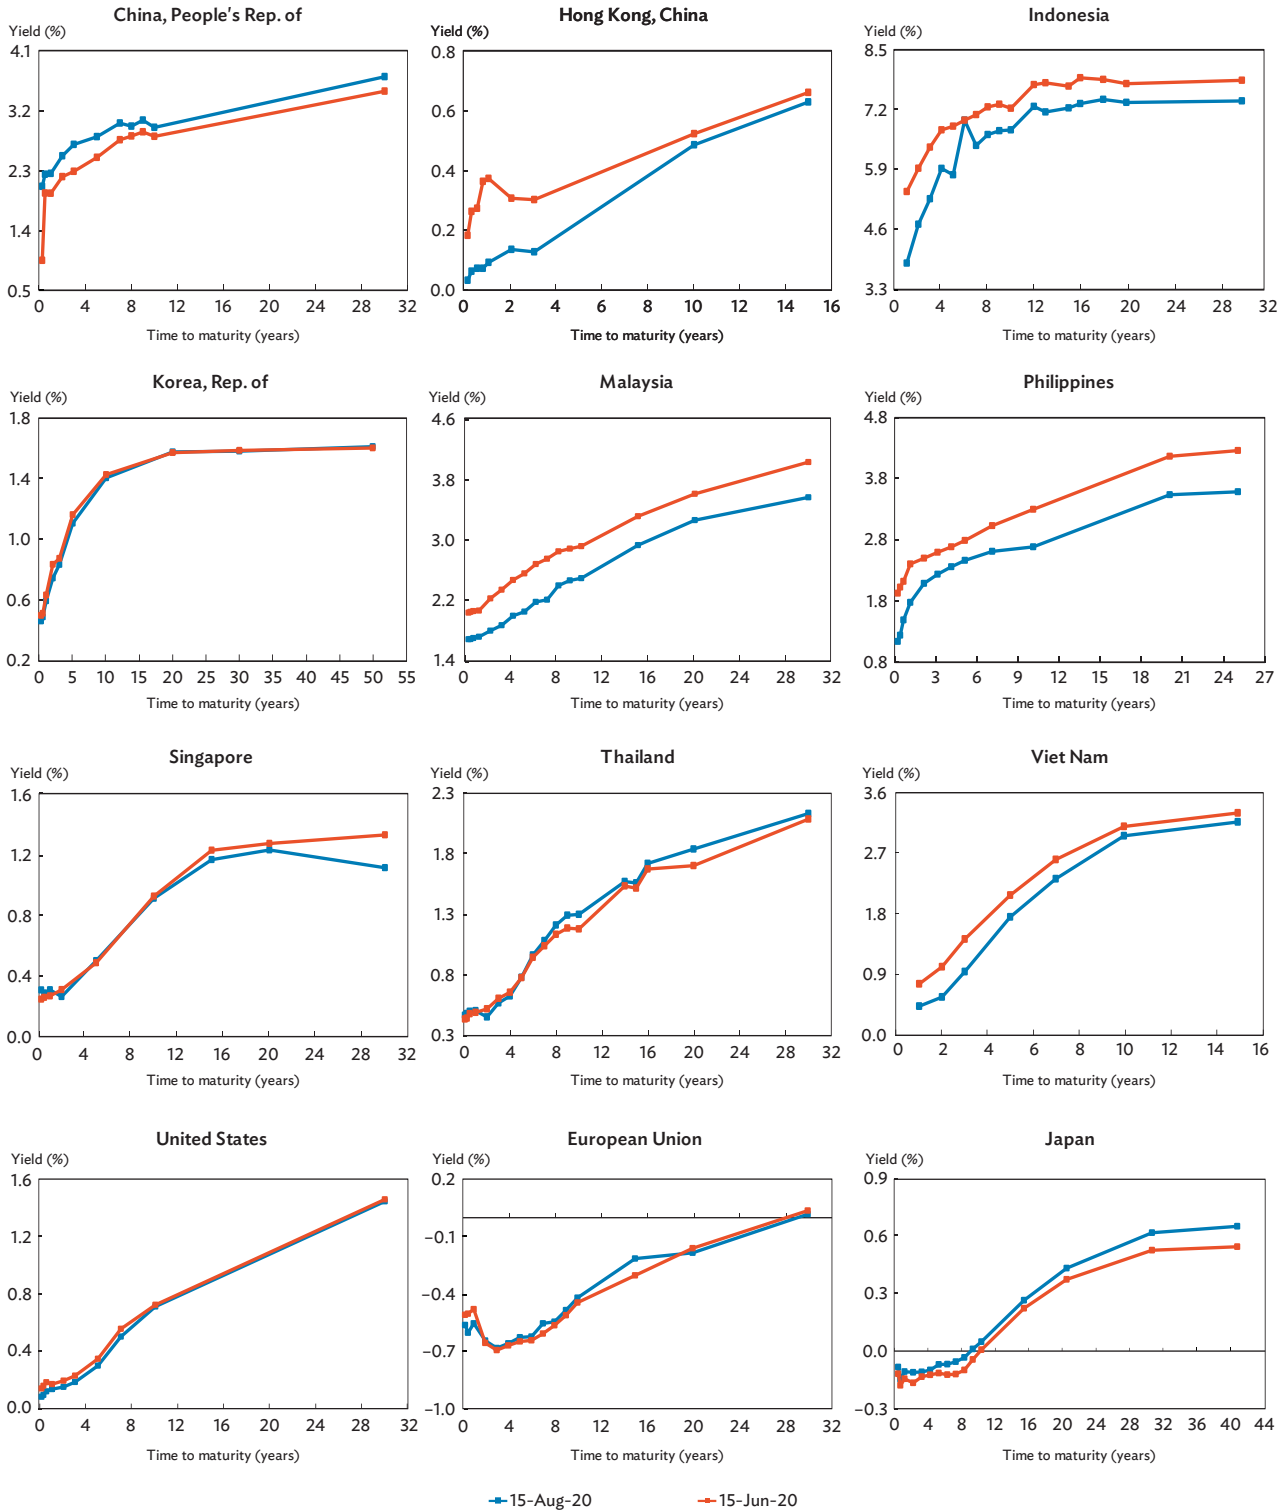 China, People's Rep. of
Yield (%)
4.1
3.2
2.3
1.4
0.5
0 4 8 12 16 20 24 28 32
Time to maturity (years)
Hong Kong, China
Yield (%)
0.8
0.6
0.4
0.2
0.0
0 2 4 6 8 10 12 14 16
Time to maturity (years)
Indonesia
Yield (%)
8.5
7.2
5.9
4.6
3.3
0 4 8 12 16 20 24 28 32
Time to maturity (years)
Korea, Rep. of
Yield (%)
1.8
1.4
1.0
0.6
0.2
0 5 10 15 20 25 30 35 40 45 50 55
Time to maturity (years)
Malaysia
Yield (%)
4.6
3.8
3.0
2.2
1.4
0 4 8 12 16 20 24 28 32
Time to maturity (years)
Philippines
Yield (%)
4.8
3.8
2.8
1.8
0.8
0 3 6 9 12 15 18 21 24 27
Time to maturity (years)
Singapore
Yield (%)
1.6
1.2
0.8
0.4
0.0
0 4 8 12 16 20 24 28 32
Time to maturity (years)
Thailand
Yield (%)
2.3
1.8
1.3
0.8
0.3
0 4 8 12 16 20 24 28 32
Time to maturity (years)
Viet Nam
Yield (%)
3.6
2.7
1.8
0.9
0.0
0 2 4 6 8 10 12 14 16
Time to maturity (years)
United States
Yield (%)
1.6
1.2
0.8
0.4
0.0
0 4 8 12 16 20 24 28 32
Time to maturity (years)
European Union
Yield (%)
0.2
−0.1
−0.4
−0.7
−1.0
0 4 8 12 16 20 24 28 32
Time to maturity (years)
Japan
Yield (%)
0.9
0.6
0.3
0.0
−0.3
0 4 8 12 16 20 24 28 32 36 40 44
Time to maturity (years)
15-Aug-20 15-Jun-20